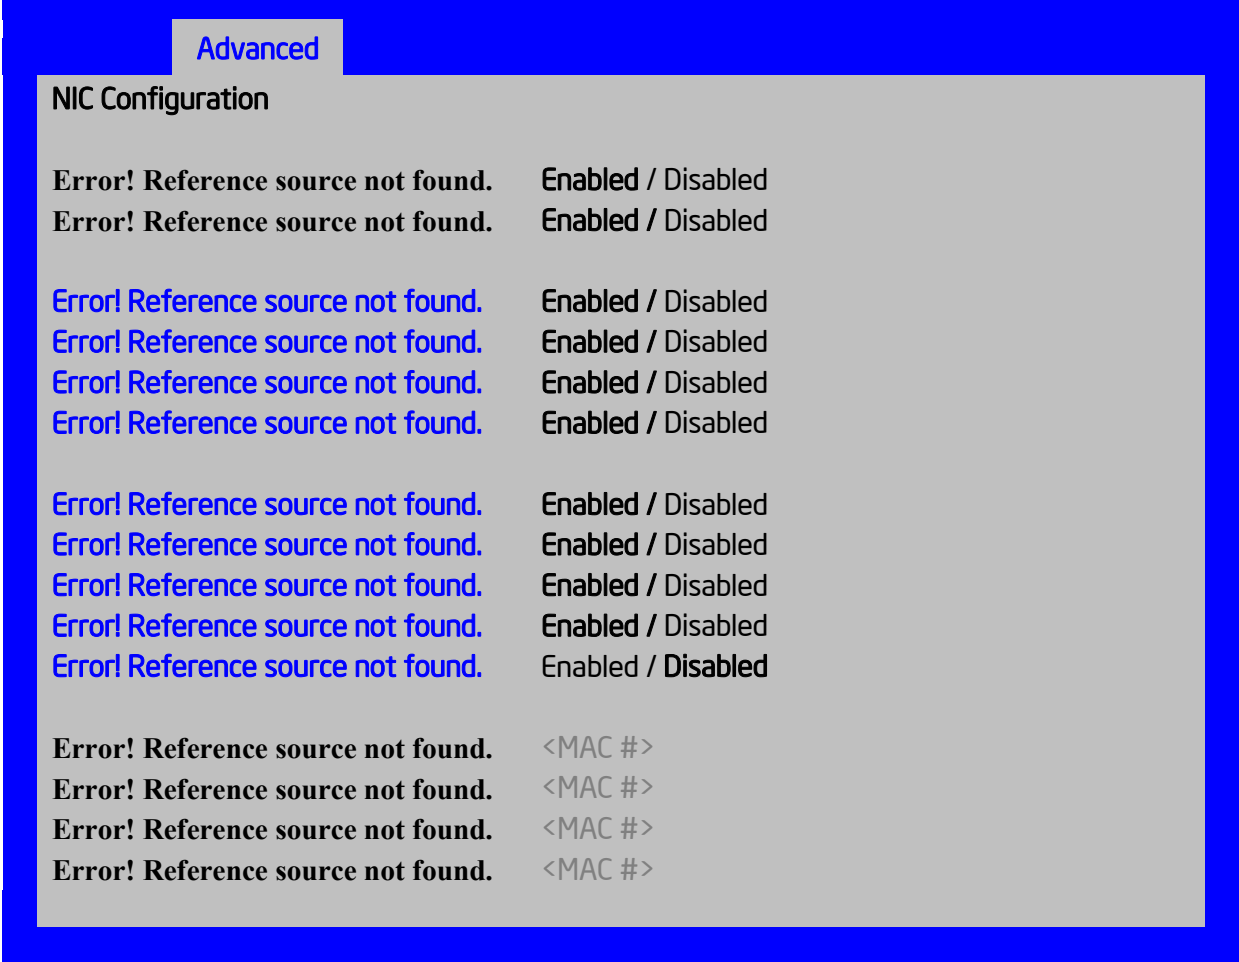 Advanced
NIC Configuration
Error! Reference source not found. Enabled / Disabled
Error! Reference source not found. Enabled / Disabled
Error! Reference source not found. Enabled / Disabled
Error! Reference source not found. Enabled / Disabled
Error! Reference source not found. Enabled / Disabled
Error! Reference source not found. Enabled / Disabled
Error! Reference source not found. Enabled / Disabled
Error! Reference source not found. Enabled / Disabled
Error! Reference source not found. Enabled / Disabled
Error! Reference source not found. Enabled / Disabled
Error! Reference source not found. Enabled / Disabled
Error! Reference source not found. <MAC #>
Error! Reference source not found. <MAC #>
Error! Reference source not found. <MAC #>
Error! Reference source not found. <MAC #>